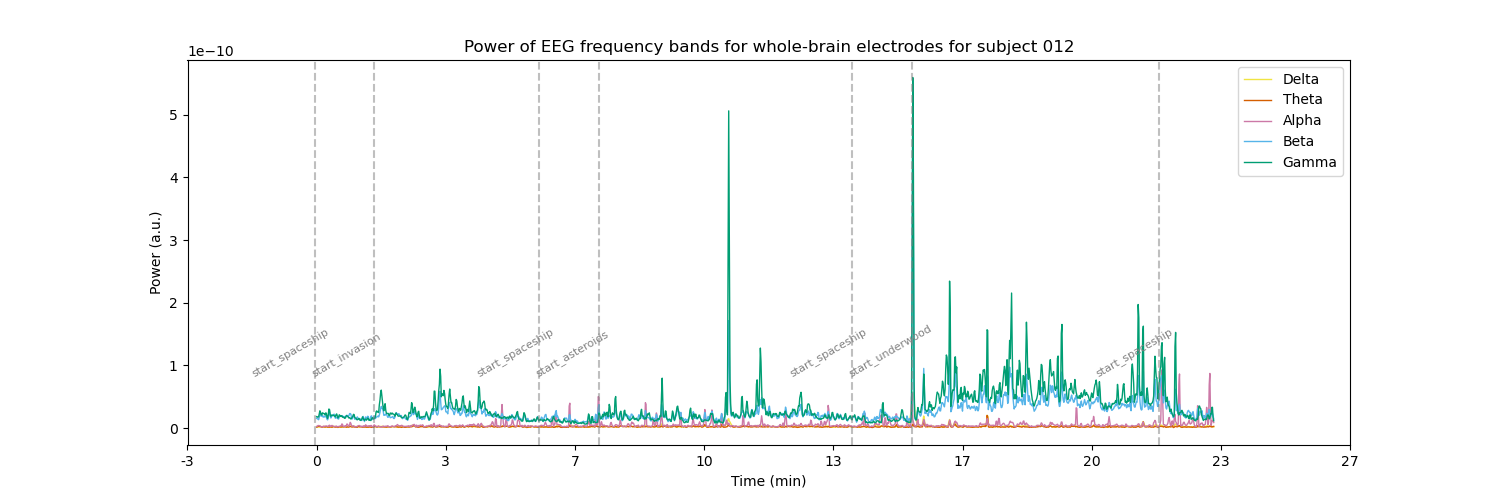 Power of EEG frequency bands for whole-brain electrodes for subject 012
1e−10
Delta
Theta
Alpha
Beta
Gamma
5
4
3
2
1
0
Power (a.u.)
start_spaceship
start_invasion
start_spaceship
start_asteroids
start_spaceship
start_underwood
start_spaceship
-3
0
3
7
10
13
17
20
23
27
Time (min)